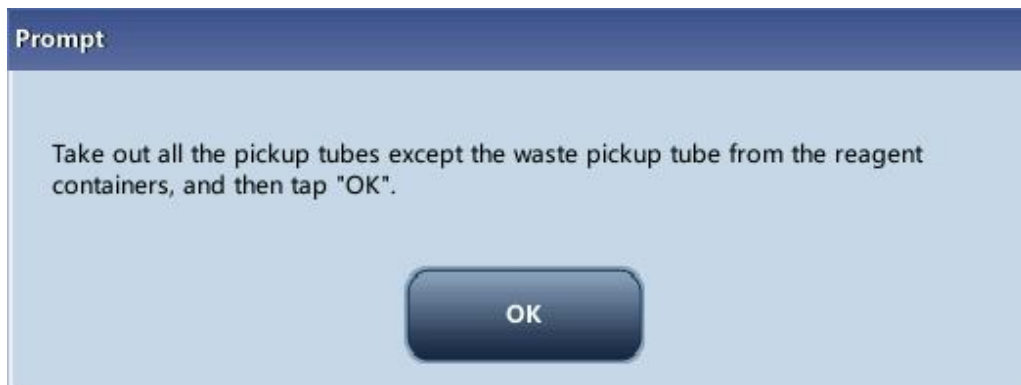 Prompt
Take out all the pickup tubes except the waste pickup tube from the reagent
containers, and then tap "OK".
OK